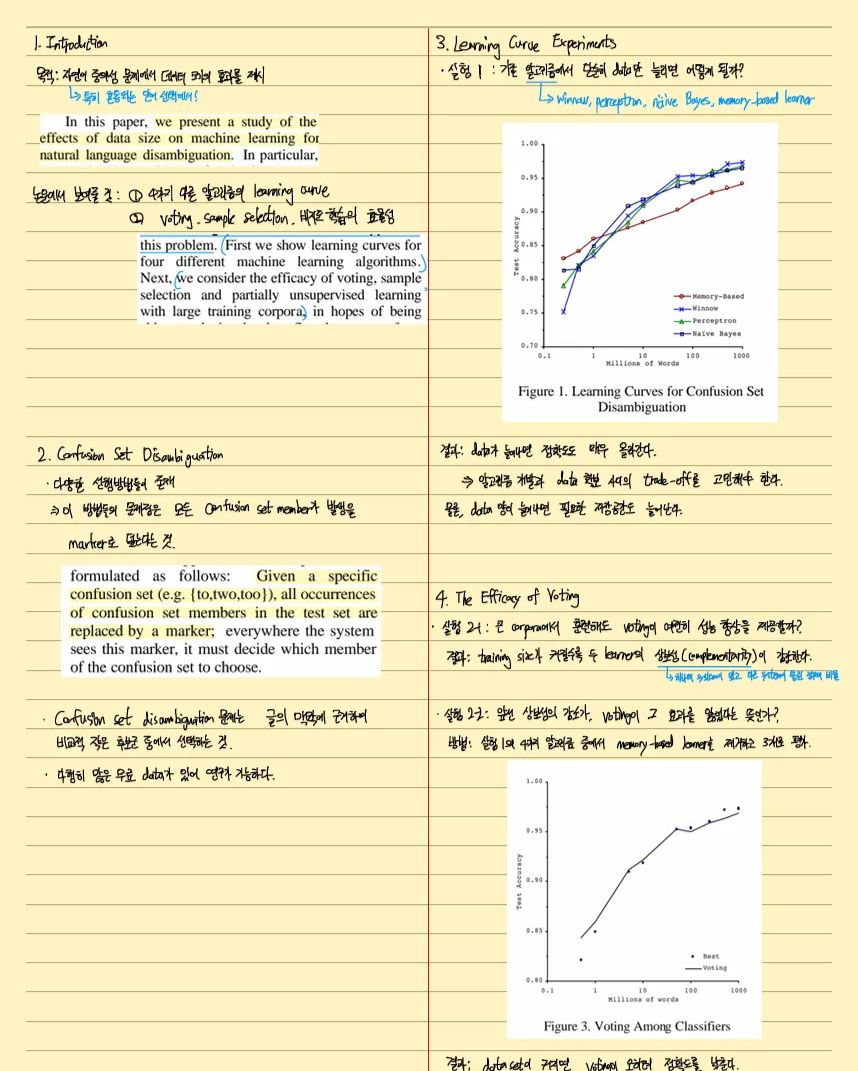 1. Introduction
목적: 자연어 중의성 문제에서 데이터 크기의 효과를 제시
↳ 특히 혼동되는 단어 선택에서!
In this paper, we present a study of the
effects of data size on machine learning for
natural language disambiguation. In particular,
논문에서 보여줄 것: ① 4가지 다른 알고리즘의 learning curve
② voting, sample selection, 비지도 학습의 효율성
this problem. First we show learning curves for
four different machine learning algorithms.
Next, we consider the efficacy of voting, sample
selection and partially unsupervised learning
with large training corpora, in hopes of being
2. Confusion Set Disambiguation
· 다양한 선행방법들이 존재
⇒ 이 방법들의 문제점은 모든 confusion set member가 발생을
marker로 된다는 것.
formulated as follows: Given a specific
confusion set (e.g. {to,two,too}), all occurrences
of confusion set members in the test set are
replaced by a marker; everywhere the system
sees this marker, it must decide which member
of the confusion set to choose.
· Confusion set disambiguation 문제는 글의 맥락에 근거하여
비교적 작은 후보군 중에서 선택하는 것.
· 다행히 많은 무료 data가 있어 연구가 가능하다.
3. Learning Curve Experiments
· 실험 1: 기존 알고리즘에서 단순히 data만 늘리면 어떻게 될까?
↳ winnow, perceptron, naive Bayes, memory-based learner
1.00
0.95
0.90
0.85
0.80
0.75
0.70
Test Accuracy
Memory-Based
Winnow
Perceptron
Naïve Bayes
0.1 1 10 100 1000
Millions of Words
Figure 1. Learning Curves for Confusion Set
Disambiguation
결과: data가 늘어나면 정확도도 매우 올라간다.
⇒ 알고리즘 개발과 data 확보 사이의 trade-off를 고민해야 한다.
물론, data 양이 늘어나면 필요한 저장공간도 늘어난다.
4. The Efficacy of Voting
· 실험 2-1: 큰 corpora에서 훈련해도 voting이 여전히 성능 향상을 제공할까?
결과: training size가 커질수록 두 learner의 상보성(complementarity)이 감소한다.
↳ 하나의 system이 맞고 다른 system이 틀린 정도의 비율
· 실험 2-2: 앞선 상보성의 감소가, voting이 그 효과를 잃었다는 뜻인가?
방법: 실험 1의 4가지 알고리즘 중에서 memory-based learner를 제거하고 3개로 평가.
1.00
0.95
0.90
0.85
0.80
Test Accuracy
Best
Voting
0.1 1 10 100 1000
Millions of words
Figure 3. Voting Among Classifiers
결과: data set이 커지면 voting이 오히려 정확도를 낮춘다.